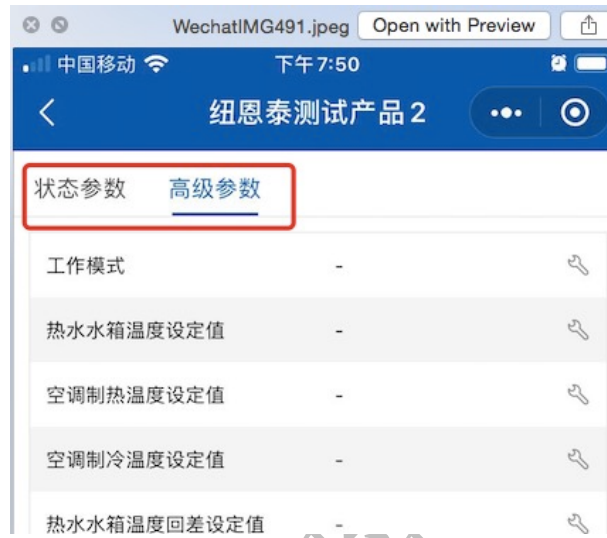 WechatIMG491.jpeg Open with Preview
中国移动 下午7:50
纽恩泰测试产品2
状态参数 高级参数
工作模式 -
热水水箱温度设定值 -
空调制热温度设定值 -
空调制冷温度设定值 -
热水水箱温度回差设定值 -